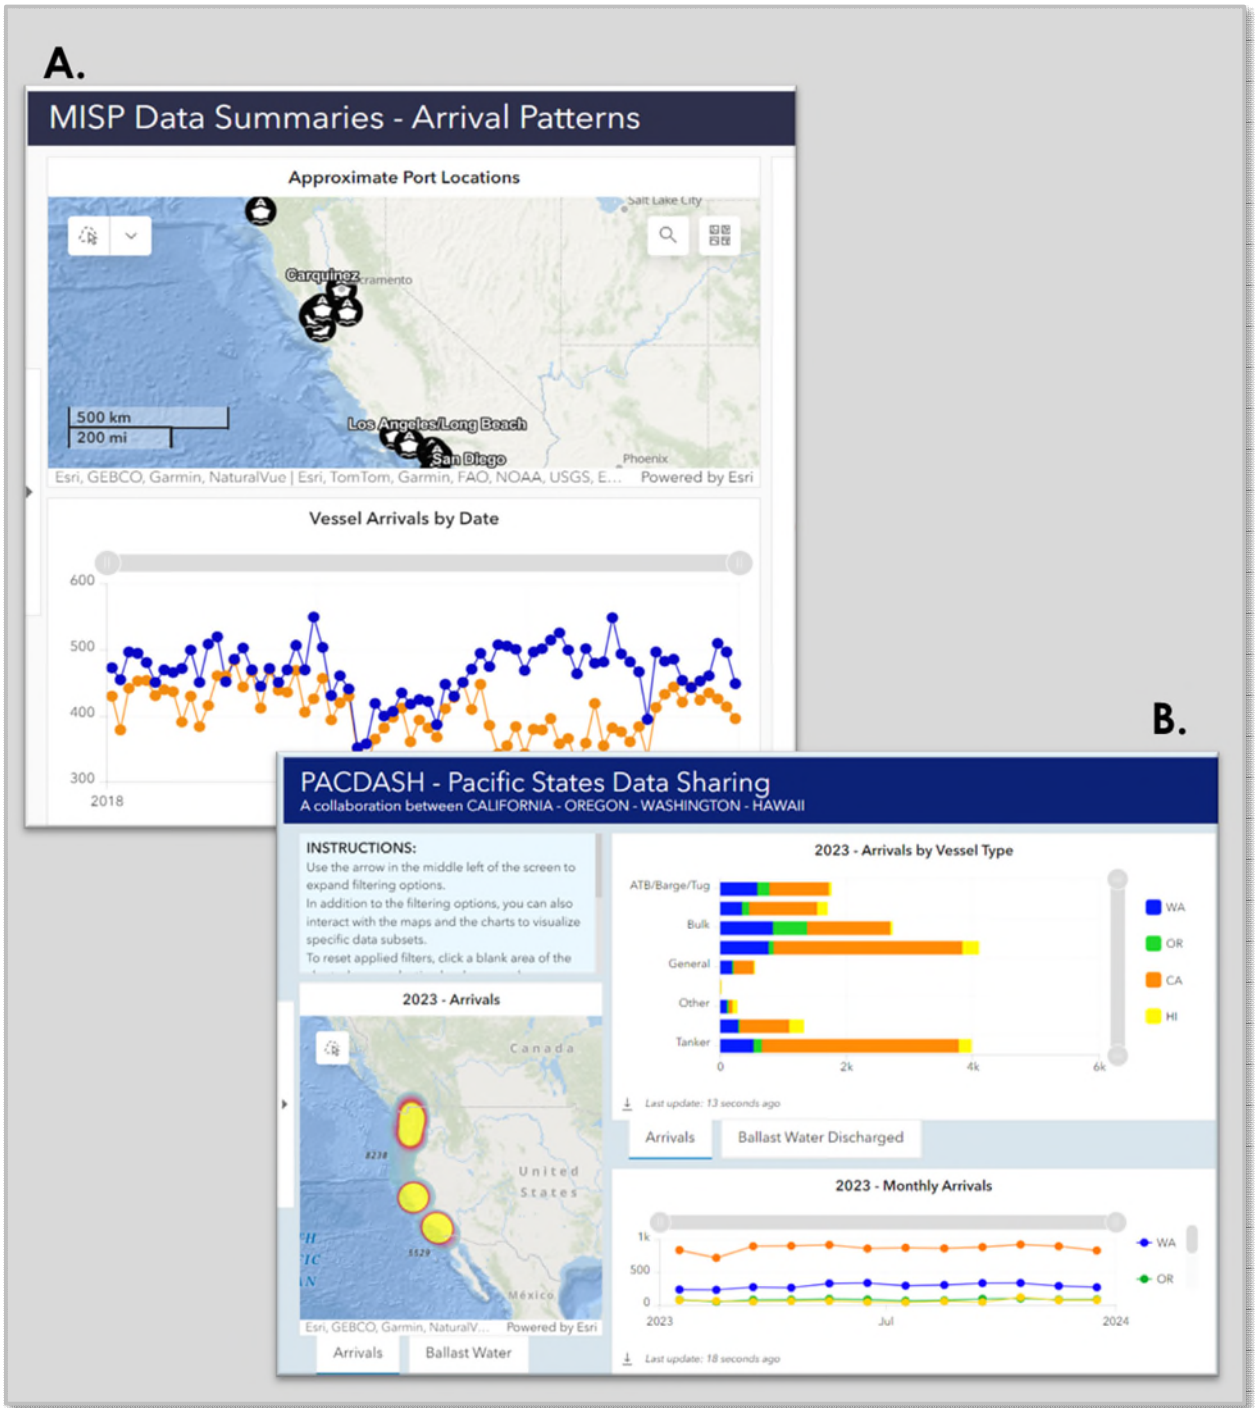 A.
MISP Data Summaries - Arrival Patterns
Approximate Port Locations
Salt Lake City
Carquinez
Los Angeles/Long Beach
San Diego
Phoenix
500 km
200 mi
Esri, GEBCO, Garmin, NaturalVue | Esri, TomTom, Garmin, FAO, NOAA, USGS, E... Powered by Esri
Vessel Arrivals by Date
600
500
400
300
2018
B.
PACDASH - Pacific States Data Sharing
A collaboration between CALIFORNIA - OREGON - WASHINGTON - HAWAII
INSTRUCTIONS:
Use the arrow in the middle left of the screen to
expand filtering options.
In addition to the filtering options, you can also
interact with the maps and the charts to visualize
specific data subsets.
To reset applied filters, click a blank area of the
2023 - Arrivals
Canada
8238
United
States
5529
México
Esri, GEBCO, Garmin, NaturalV... Powered by Esri
Arrivals Ballast Water
2023 - Arrivals by Vessel Type
ATB/Barge/Tug
Bulk
General
Other
Tanker
0 2k 4k 6k
WA
OR
CA
HI
Last update: 13 seconds ago
Arrivals Ballast Water Discharged
2023 - Monthly Arrivals
1k
500
0
2023 Jul 2024
WA
OR
Last update: 18 seconds ago